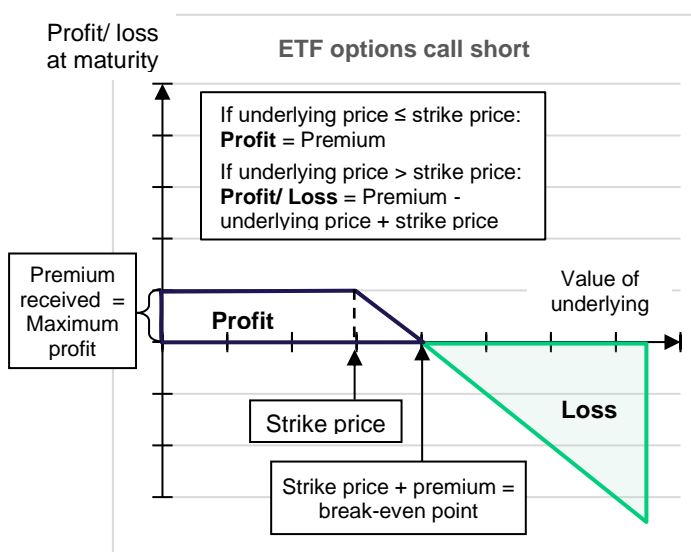 Profit/ loss
at maturity
ETF options call short
If underlying price ≤ strike price:
Profit = Premium
If underlying price > strike price:
Profit/ Loss = Premium -
underlying price + strike price
Premium
received =
Maximum
profit
Profit
Value of
underlying
Strike price
Loss
Strike price + premium =
break-even point